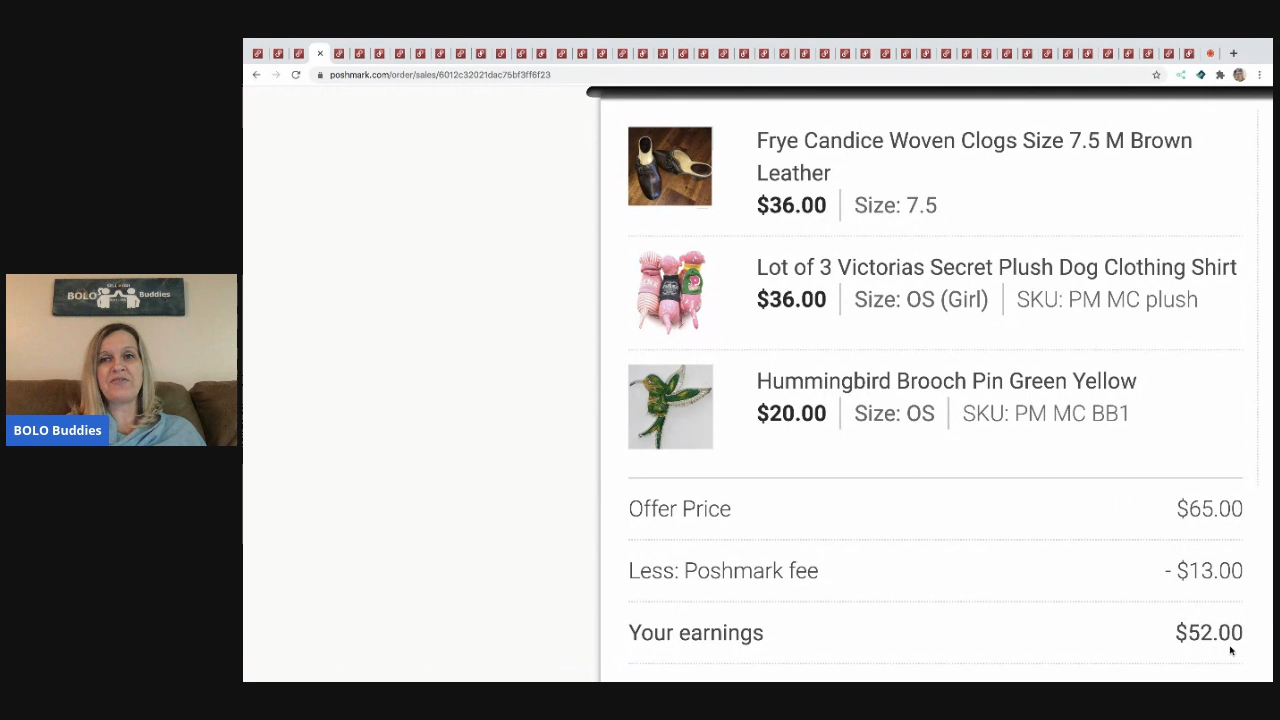 poshmark.com/order/sales/6012c32021dac75bf3ff6f23
Frye Candice Woven Clogs Size 7.5 M Brown
Leather
$36.00 Size: 7.5
Lot of 3 Victorias Secret Plush Dog Clothing Shirt
$36.00 Size: OS (Girl) SKU: PM MC plush
Hummingbird Brooch Pin Green Yellow
$20.00 Size: OS SKU: PM MC BB1
Offer Price $65.00
Less: Poshmark fee - $13.00
Your earnings $52.00
BOLO Buddies
BOLO Buddies